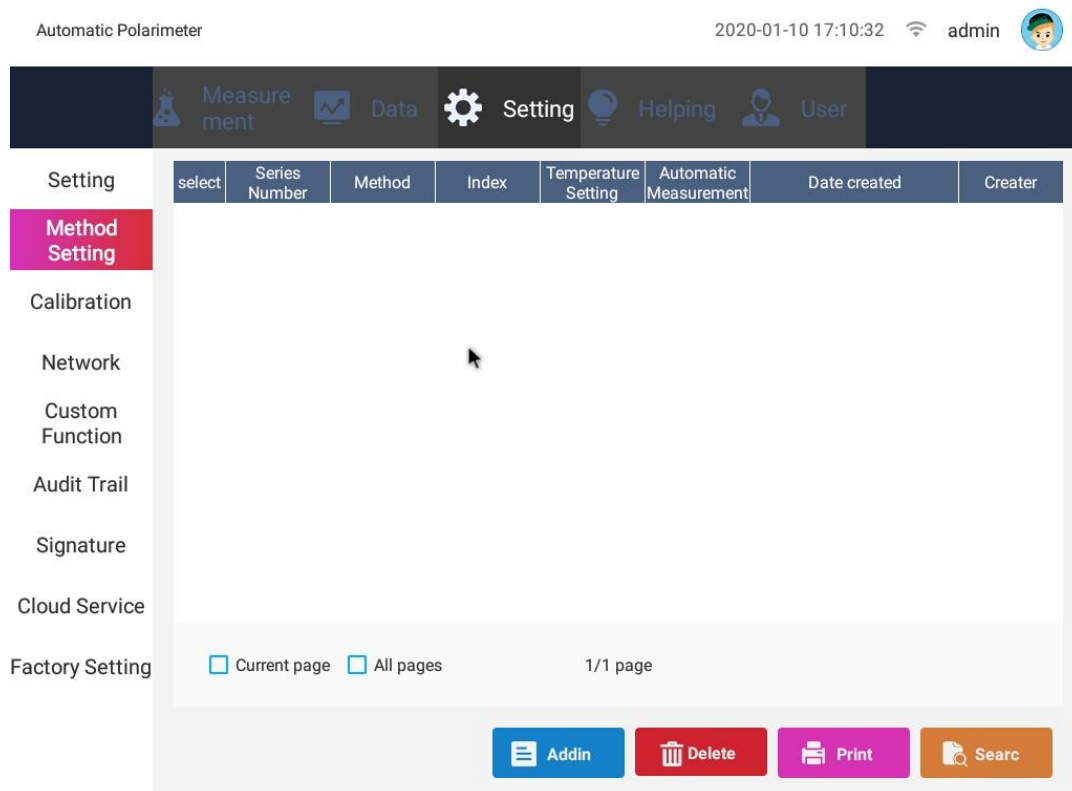 Automatic Polarimeter
2020-01-10 17:10:32
admin
Measure
ment
Data
Setting
Helping
User
Setting
Method
Setting
Calibration
Network
Custom
Function
Audit Trail
Signature
Cloud Service
Factory Setting
select
Series
Number
Method
Index
Temperature
Setting
Automatic
Measurement
Date created
Creater
Current page
All pages
1/1 page
Addin
Delete
Print
Searc